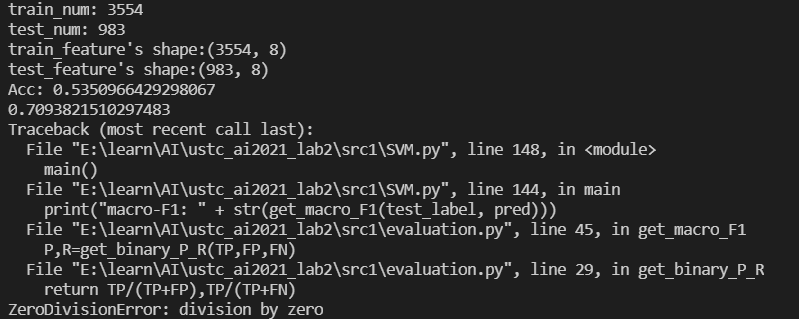 train_num: 3554
test_num: 983
train_feature's shape:(3554, 8)
test_feature's shape:(983, 8)
Acc: 0.5350966429298067
0.7093821510297483
Traceback (most recent call last):
  File "E:\learn\AI\ustc_ai2021_lab2\src1\SVM.py", line 148, in <module>
    main()
  File "E:\learn\AI\ustc_ai2021_lab2\src1\SVM.py", line 144, in main
    print("macro-F1: " + str(get_macro_F1(test_label, pred)))
  File "E:\learn\AI\ustc_ai2021_lab2\src1\evaluation.py", line 45, in get_macro_F1
    P,R=get_binary_P_R(TP,FP,FN)
  File "E:\learn\AI\ustc_ai2021_lab2\src1\evaluation.py", line 29, in get_binary_P_R
    return TP/(TP+FP),TP/(TP+FN)
ZeroDivisionError: division by zero